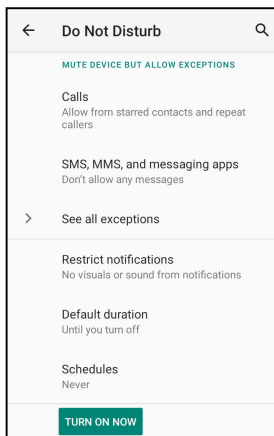 Do Not Disturb
MUTE DEVICE BUT ALLOW EXCEPTIONS
Calls
Allow from starred contacts and repeat
callers
SMS, MMS, and messaging apps
Don't allow any messages
See all exceptions
Restrict notifications
No visuals or sound from notifications
Default duration
Until you turn off
Schedules
Never
TURN ON NOW